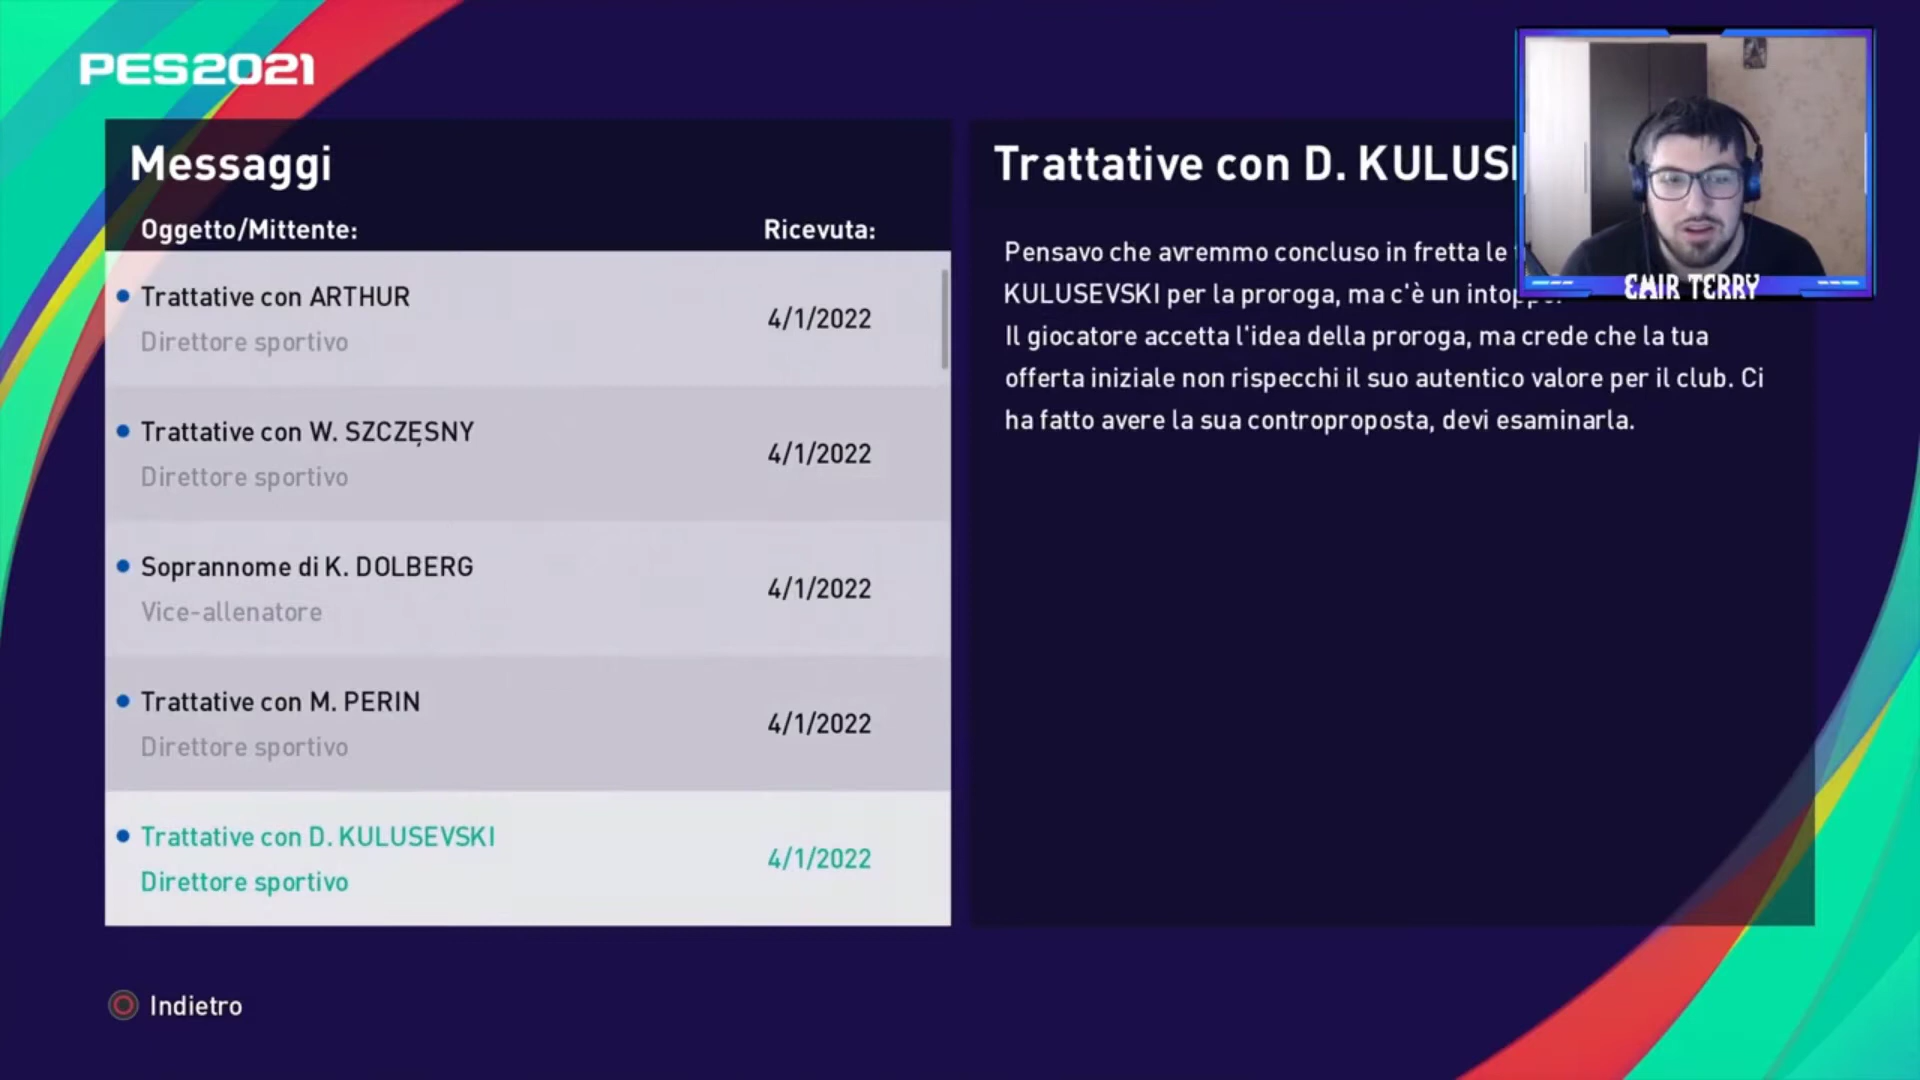 PES2021
Messaggi
Oggetto/Mittente: Ricevuta:
Trattative con ARTHUR
Direttore sportivo
4/1/2022
Trattative con W. SZCZĘSNY
Direttore sportivo
4/1/2022
Soprannome di K. DOLBERG
Vice-allenatore
4/1/2022
Trattative con M. PERIN
Direttore sportivo
4/1/2022
Trattative con D. KULUSEVSKI
Direttore sportivo
4/1/2022
Trattative con D.
Pensavo che avremmo concluso in fretta le
KULUSEVSKI per la proroga, ma c'è un
Il giocatore accetta l'idea della proroga, ma crede che la tua
offerta iniziale non rispecchi il suo autentico valore per il club. Ci
ha fatto avere la sua controproposta, devi esaminarla.
EMIR TERRY
Indietro